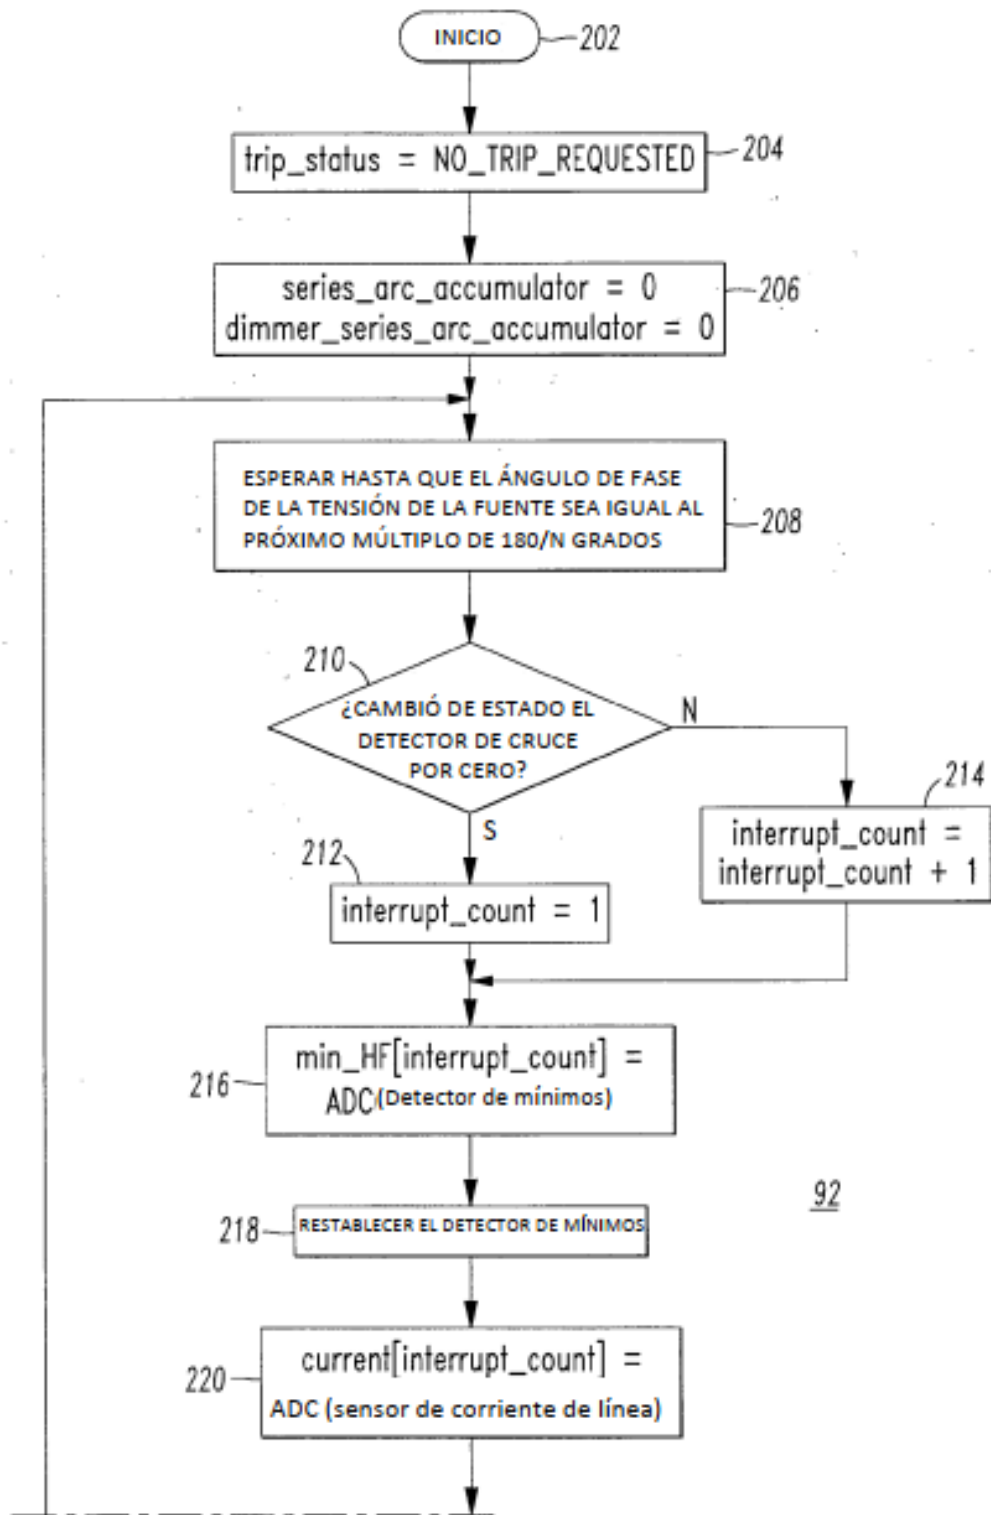 INICIO
202
trip_status = NO_TRIP_REQUESTED
204
series_arc_accumulator = 0
dimmer_series_arc_accumulator = 0
206
ESPERAR HASTA QUE EL ÁNGULO DE FASE
DE LA TENSIÓN DE LA FUENTE SEA IGUAL AL
PRÓXIMO MÚLTIPLO DE 180/N GRADOS
208
210
¿CAMBIÓ DE ESTADO EL
DETECTOR DE CRUCE
POR CERO?
N
S
214
interrupt_count =
interrupt_count + 1
212
interrupt_count = 1
216
min_HF[interrupt_count] =
ADC(Detector de mínimos)
92
218
RESTABLECER EL DETECTOR DE MÍNIMOS
220
current[interrupt_count] =
ADC (sensor de corriente de línea)